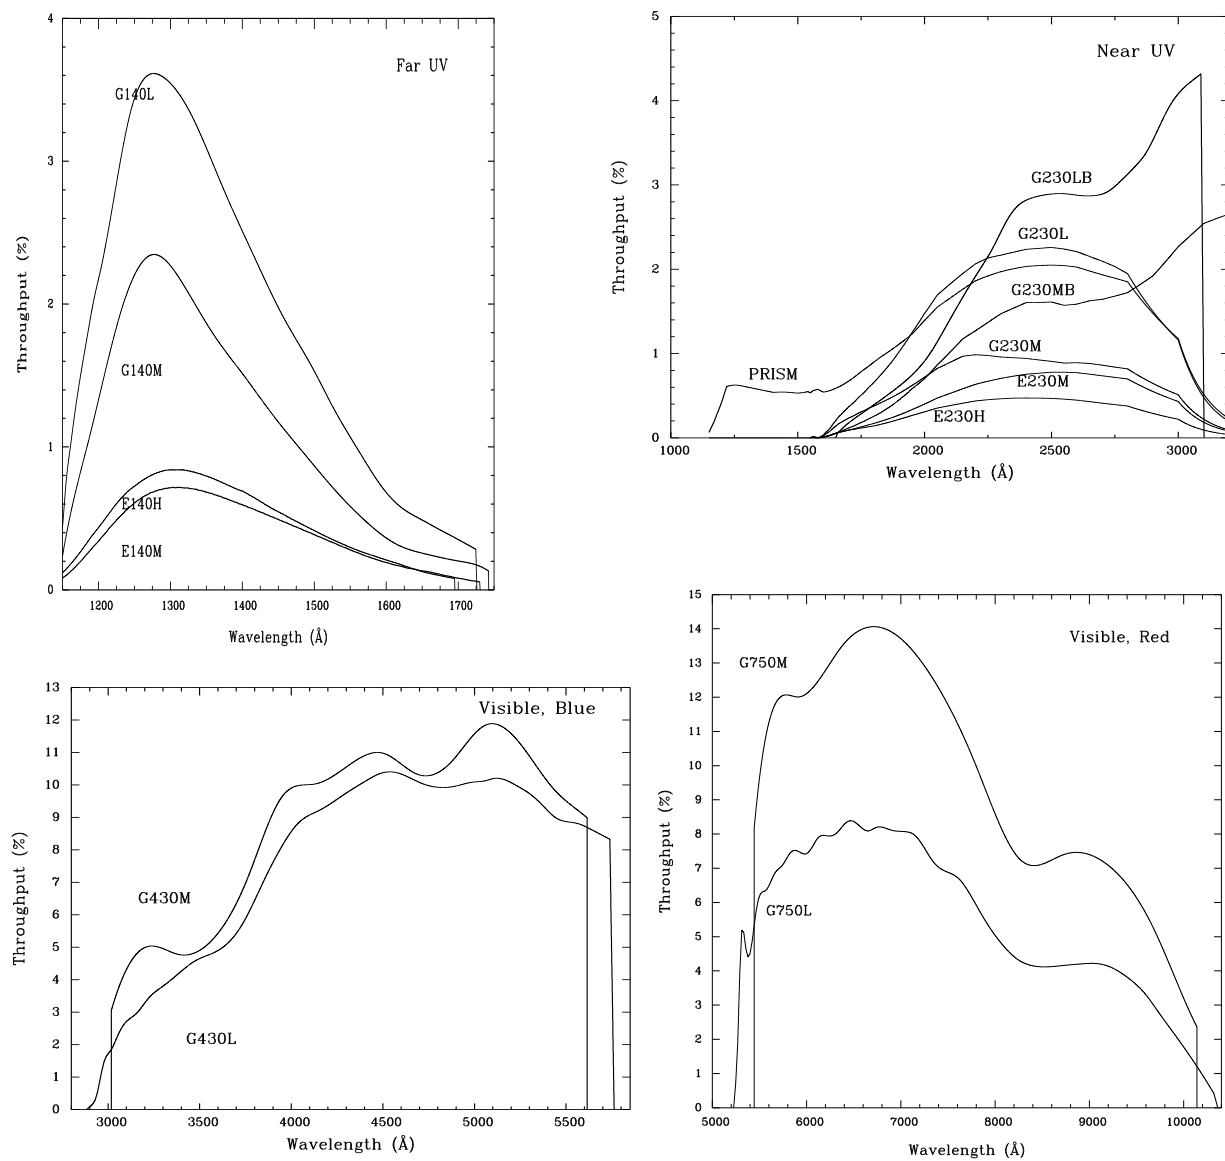 4
3
2
1
0
Throughput (%)
Far UV
G140L
G140M
E140H
E140M
1200 1300 1400 1500 1600 1700
Wavelength (Å)
5
4
3
2
1
0
Throughput (%)
Near UV
G230LB
G230L
G230MB
G230M
PRISM
E230M
E230H
1000 1500 2000 2500 3000
Wavelength (Å)
13
12
11
10
9
8
7
6
5
4
3
2
1
0
Throughput (%)
Visible, Blue
G430M
G430L
3000 3500 4000 4500 5000 5500
Wavelength (Å)
15
14
13
12
11
10
9
8
7
6
5
4
3
2
1
0
Throughput (%)
Visible, Red
G750M
G750L
5000 6000 7000 8000 9000 10000
Wavelength (Å)